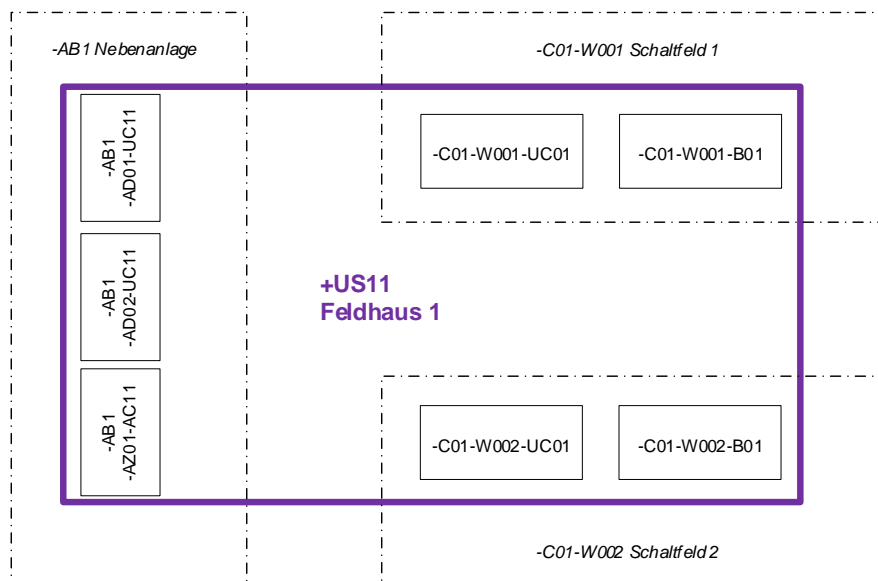 -AB1 Nebenanlage
-C01-W001 Schaltfeld 1
-AB1
-AD01-UC11
-C01-W001-UC01
-C01-W001-B01
-AB1
-AD02-UC11
+US11
Feldhaus 1
-AB1
-AZ01-AC11
-C01-W002-UC01
-C01-W002-B01
-C01-W002 Schaltfeld 2